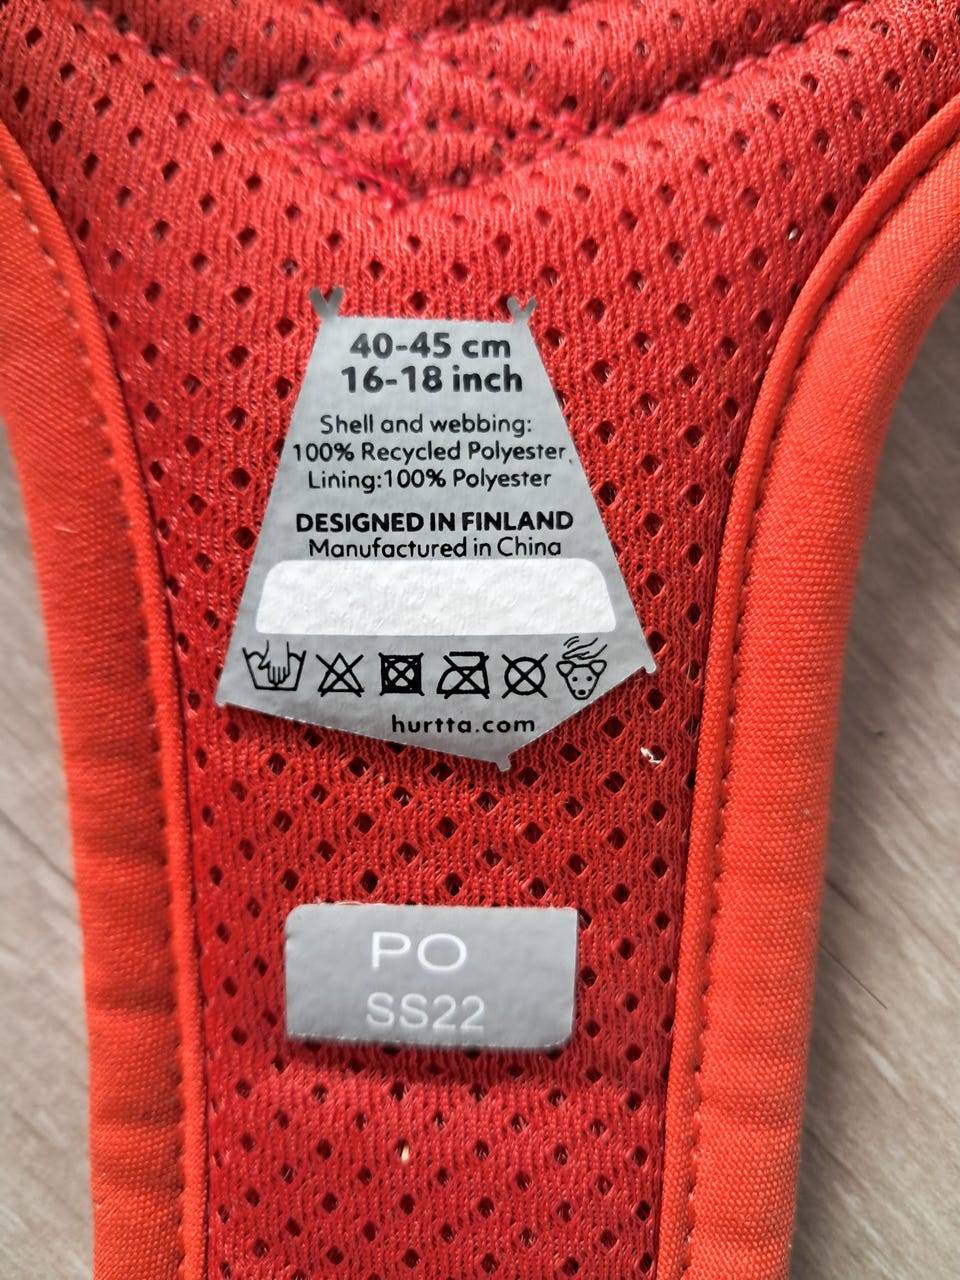 40-45 cm
16-18 inch
Shell and webbing:
100% Recycled Polyester
Lining:100% Polyester
DESIGNED IN FINLAND
Manufactured in China
hurtta.com
PO
SS22